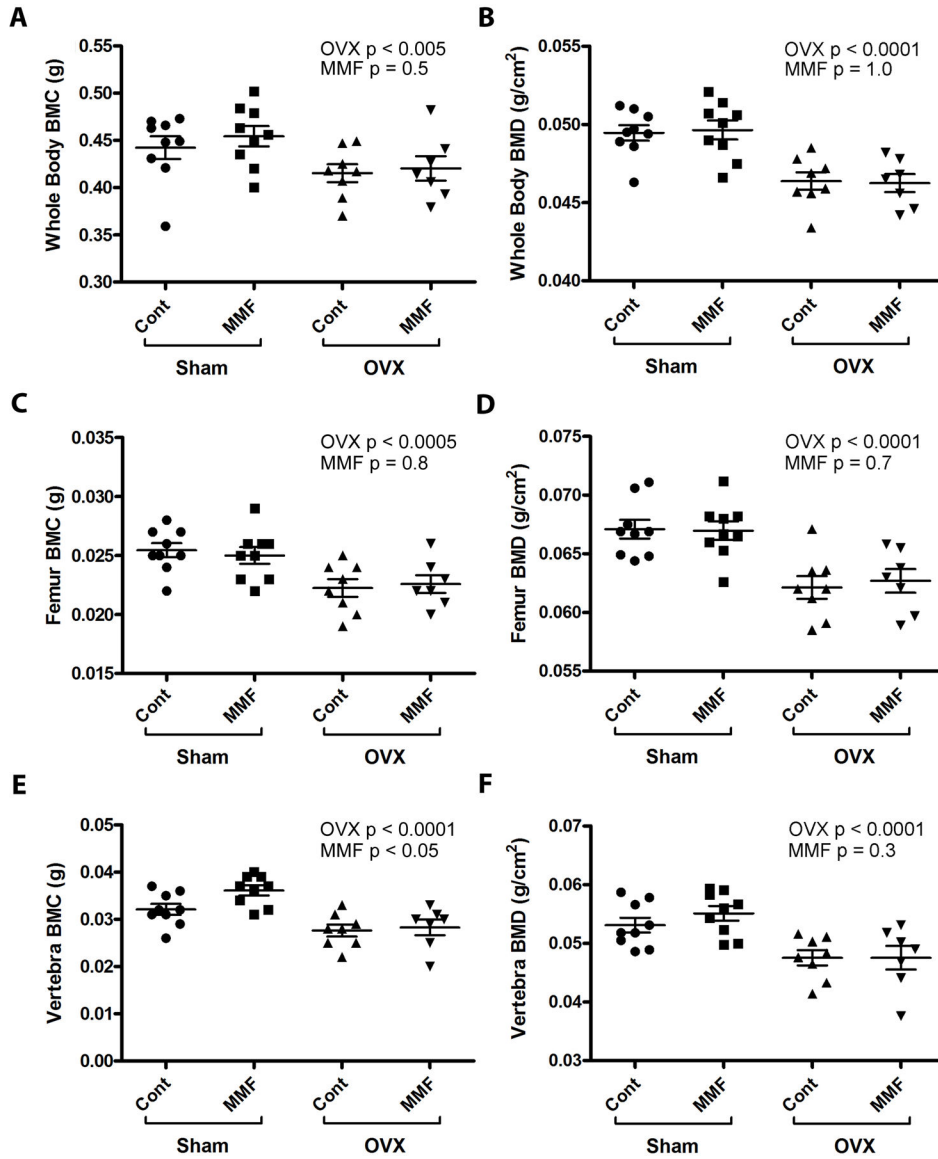 A
Whole Body BMC (g)
0.55
0.50
0.45
0.40
0.35
0.30
OVX p < 0.005
MMF p = 0.5
Cont
MMF
Cont
MMF
Sham
OVX
B
Whole Body BMD (g/cm²)
0.055
0.050
0.045
0.040
OVX p < 0.0001
MMF p = 1.0
Cont
MMF
Cont
MMF
Sham
OVX
C
Femur BMC (g)
0.035
0.030
0.025
0.020
0.015
OVX p < 0.0005
MMF p = 0.8
Cont
MMF
Cont
MMF
Sham
OVX
D
Femur BMD (g/cm²)
0.075
0.070
0.065
0.060
0.055
OVX p < 0.0001
MMF p = 0.7
Cont
MMF
Cont
MMF
Sham
OVX
E
Vertebra BMC (g)
0.05
0.04
0.03
0.02
0.01
0.00
OVX p < 0.0001
MMF p < 0.05
Cont
MMF
Cont
MMF
Sham
OVX
F
Vertebra BMD (g/cm²)
0.07
0.06
0.05
0.04
0.03
OVX p < 0.0001
MMF p = 0.3
Cont
MMF
Cont
MMF
Sham
OVX